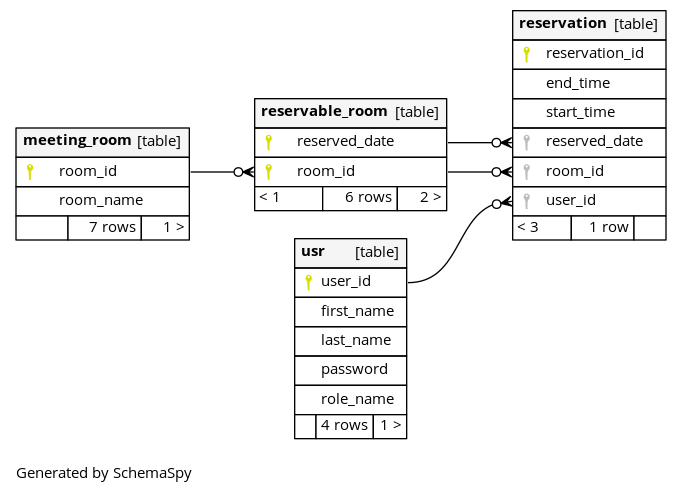 meeting_room [table]
room_id
room_name
7 rows 1 >
reservable_room [table]
reserved_date
room_id
< 1 6 rows 2 >
usr [table]
user_id
first_name
last_name
password
role_name
4 rows 1 >
reservation [table]
reservation_id
end_time
start_time
reserved_date
room_id
user_id
< 3 1 row
Generated by SchemaSpy